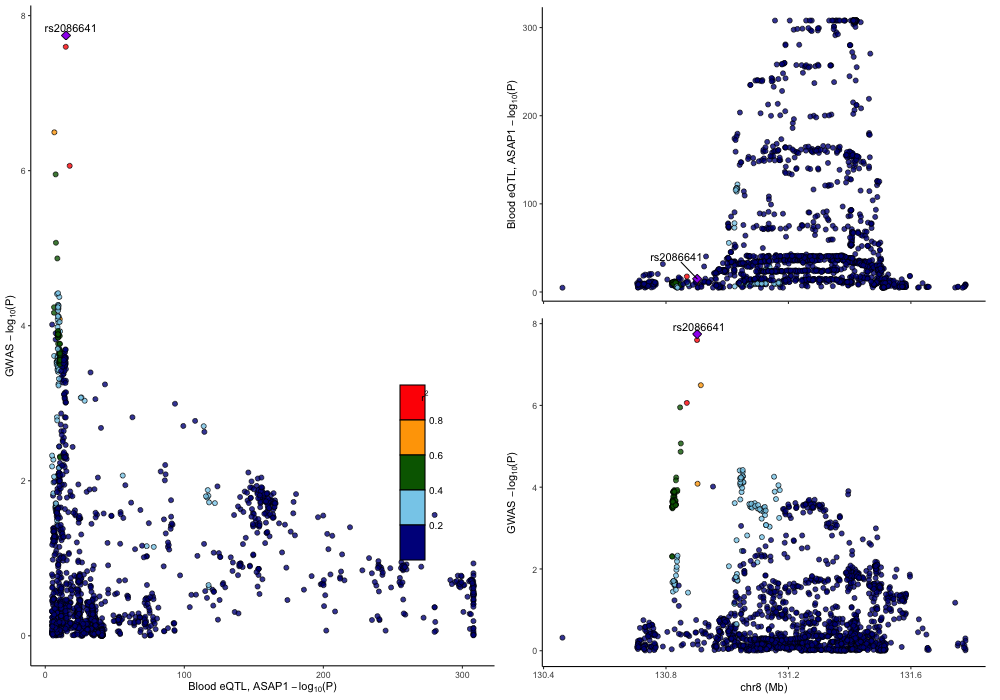 8
6
4
2
0
GWAS −log10(P)
rs2086641
r2
0.8
0.6
0.4
0.2
0
100
200
300
Blood eQTL, ASAP1 −log10(P)
300
200
100
0
Blood eQTL, ASAP1 −log10(P)
rs2086641
8
6
4
2
0
GWAS −log10(P)
rs2086641
130.4
130.8
131.2
131.6
chr8 (Mb)